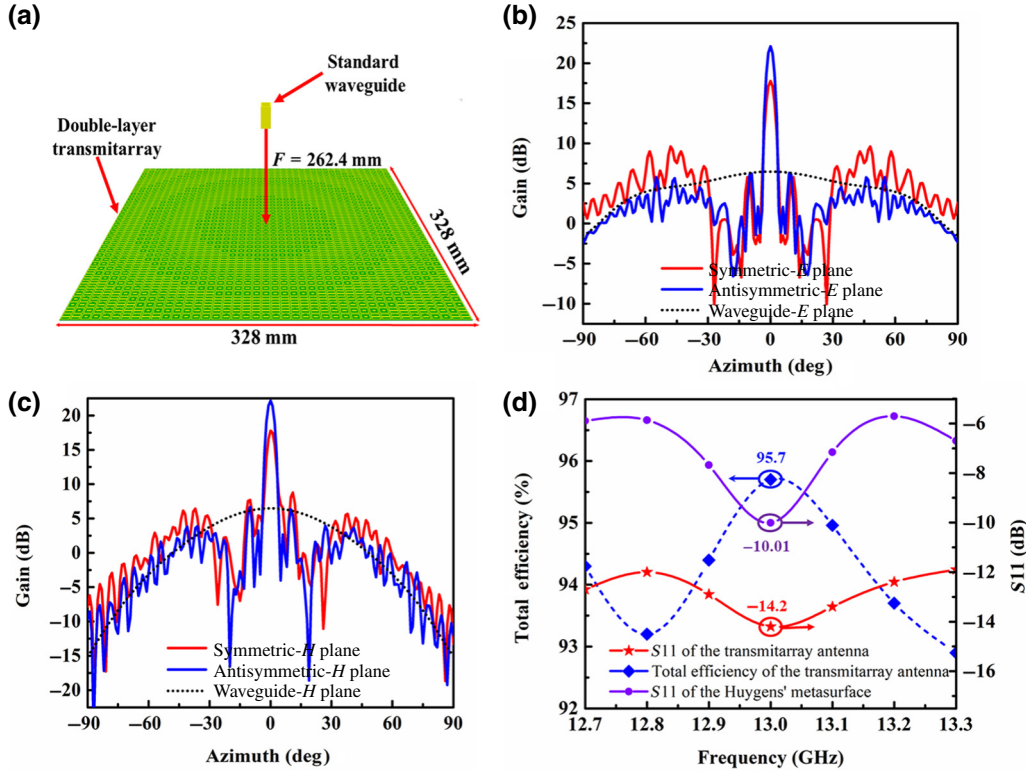 (a)
Standard
waveguide
Double-layer
transmitarray
F = 262.4 mm
328 mm
328 mm
(b)
25
20
15
10
5
0
−5
−10
Gain (dB)
Symmetric-E plane
Antisymmetric-E plane
Waveguide-E plane
−90
−60
−30
0
30
60
90
Azimuth (deg)
(c)
20
15
10
5
0
−5
−10
−15
−20
Gain (dB)
Symmetric-H plane
Antisymmetric-H plane
Waveguide-H plane
−90
−60
−30
0
30
60
90
Azimuth (deg)
(d)
97
96
95
94
93
92
Total efficiency (%)
95.7
−10.01
−14.2
S11 of the transmitarray antenna
Total efficiency of the transmitarray antenna
S11 of the Huygens' metasurface
−6
−8
−10
−12
−14
−16
S11 (dB)
12.7
12.8
12.9
13.0
13.1
13.2
13.3
Frequency (GHz)